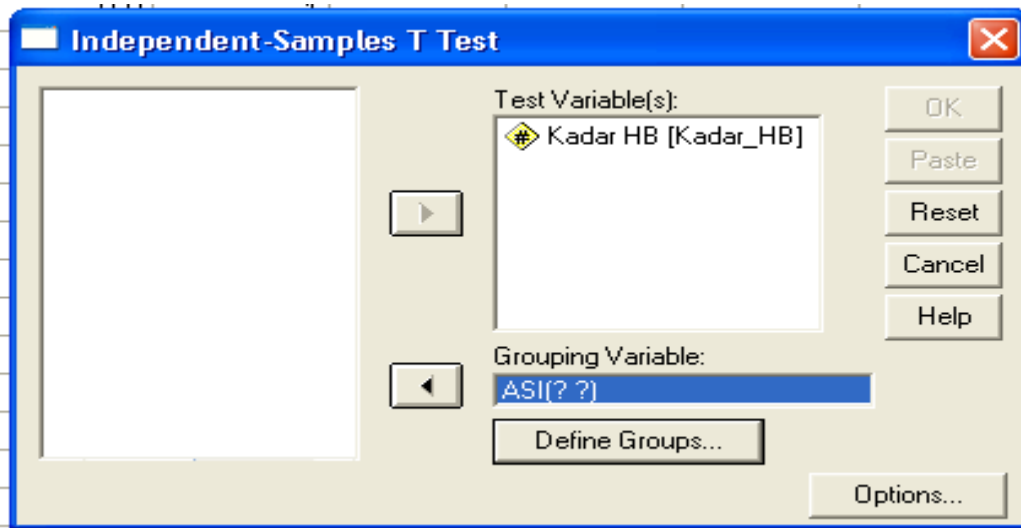 Independent-Samples T Test
Test Variable(s):
# Kadar HB [Kadar_HB]
OK
Paste
Reset
Cancel
Help
Grouping Variable:
ASI(? ?)
Define Groups...
Options...